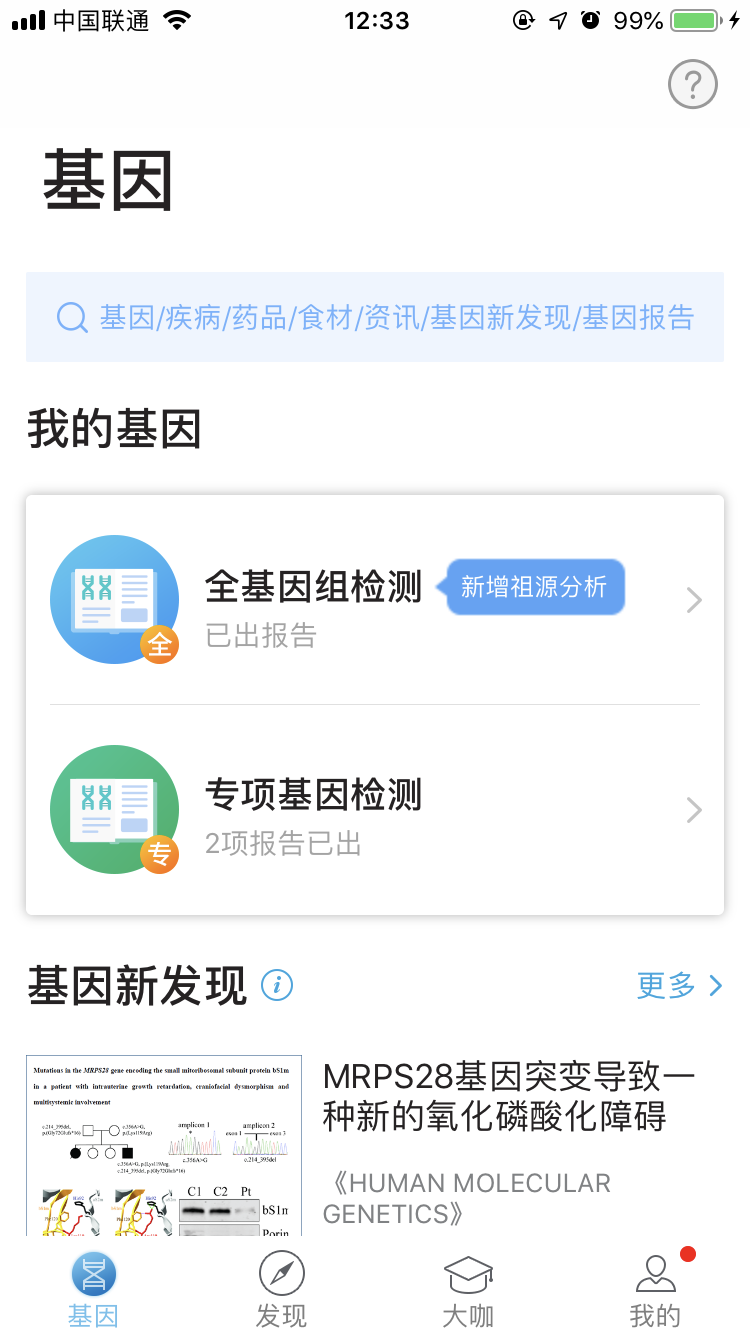 中国联通
12:33
99%
基因
基因/疾病/药品/食材/资讯/基因新发现/基因报告
我的基因
全基因组检测
新增祖源分析
已出报告
全
专项基因检测
2项报告已出
专
基因新发现
更多
Mutations in the MRPS28 gene encoding the small mitoribosomal subunit protein bS1m
in a patient with intrauterine growth retardation, craniofacial dysmorphism and
multisystemic involvement
amplicon 1
amplicon 2
exon 1
exon 3
c.356A>G
c.214_395del
C1 C2 Pt
Porin
MRPS28基因突变导致一
种新的氧化磷酸化障碍
《HUMAN MOLECULAR
GENETICS》
基因
发现
大咖
我的